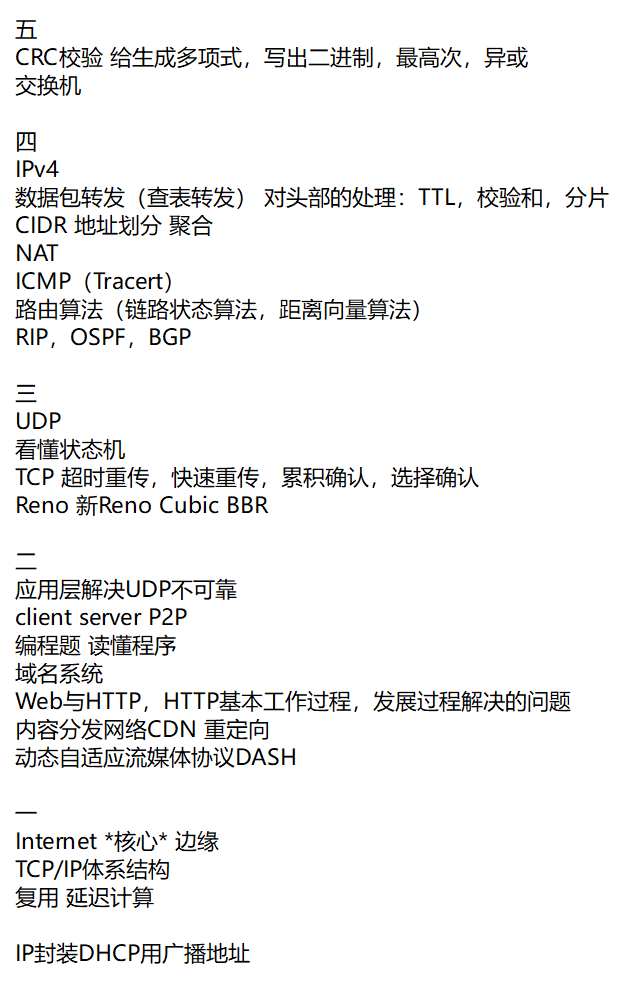 五
CRC校验 给生成多项式，写出二进制，最高次，异或
交换机
四
IPv4
数据包转发（查表转发） 对头部的处理：TTL，校验和，分片
CIDR 地址划分 聚合
NAT
ICMP（Tracert）
路由算法（链路状态算法，距离向量算法）
RIP，OSPF，BGP
三
UDP
看懂状态机
TCP 超时重传，快速重传，累积确认，选择确认
Reno 新Reno Cubic BBR
二
应用层解决UDP不可靠
client server P2P
编程题 读懂程序
域名系统
Web与HTTP，HTTP基本工作过程，发展过程解决的问题
内容分发网络CDN 重定向
动态自适应流媒体协议DASH
一
Internet *核心* 边缘
TCP/IP体系结构
复用 延迟计算
IP封装DHCP用广播地址